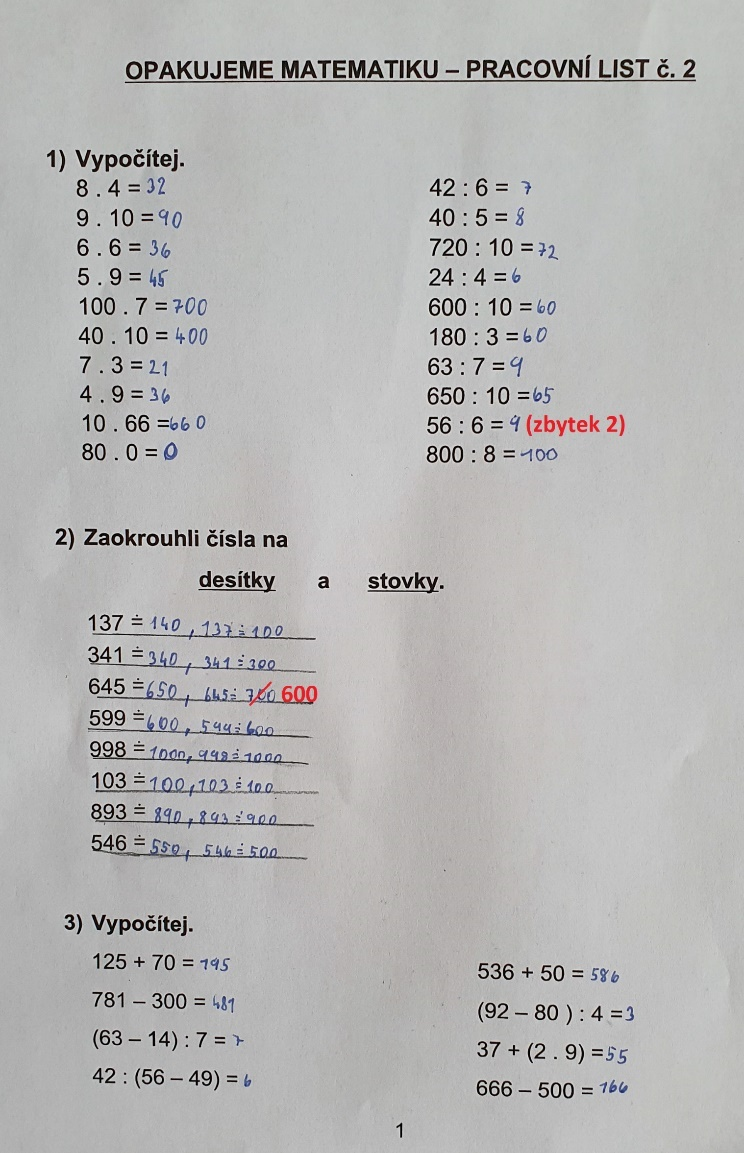 OPAKUJEME MATEMATIKU – PRACOVNÍ LIST č. 2
1) Vypočítej.
8 . 4 = 32
9 . 10 = 90
6 . 6 = 36
5 . 9 = 45
100 . 7 = 700
40 . 10 = 400
7 . 3 = 21
4 . 9 = 36
10 . 66 = 660
80 . 0 = 0
42 : 6 = 7
40 : 5 = 8
720 : 10 = 72
24 : 4 = 6
600 : 10 = 60
180 : 3 = 60
63 : 7 = 9
650 : 10 = 65
56 : 6 = 9 (zbytek 2)
800 : 8 = 100
2) Zaokrouhli čísla na
desítky a stovky.
137 ≐ 140, 137 ≐ 100
341 ≐ 340, 341 ≐ 300
645 ≐ 650, 645 ≐ 700 600
599 ≐ 600, 599 ≐ 600
998 ≐ 1000, 998 ≐ 1000
103 ≐ 100, 103 ≐ 100
893 ≐ 890, 893 ≐ 900
546 ≐ 550, 546 ≐ 500
3) Vypočítej.
125 + 70 = 195
781 – 300 = 481
(63 – 14) : 7 = 7
42 : (56 – 49) = 6
536 + 50 = 586
(92 – 80 ) : 4 = 3
37 + (2 . 9) = 55
666 – 500 = 166
1